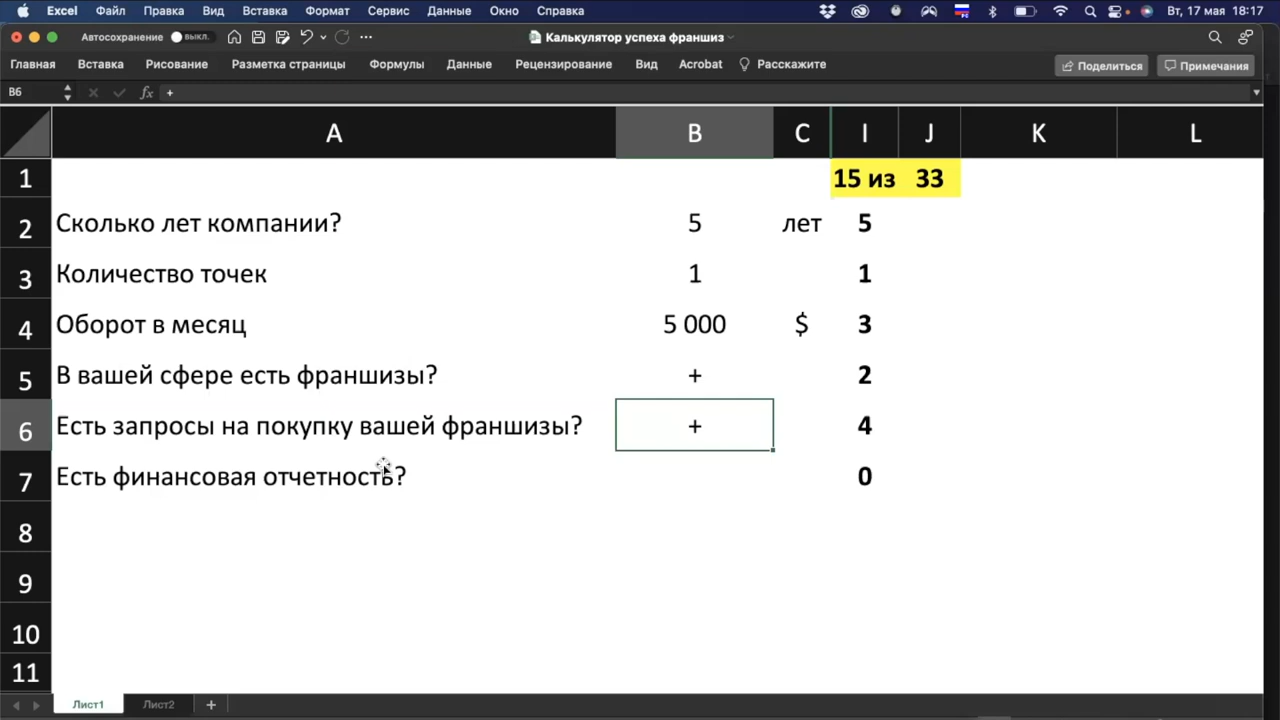 Excel Файл Правка Вид Вставка Формат Сервис Данные Окно Справка Вт, 17 мая 18:17
Автосохранение ВЫКЛ. Калькулятор успеха франшиз
Главная Вставка Рисование Разметка страницы Формулы Данные Рецензирование Вид Acrobat Расскажите Поделиться Примечания
B6 fx +
A B C I J K L
1 15 из 33
2 Сколько лет компании? 5 лет 5
3 Количество точек 1 1
4 Оборот в месяц 5 000 $ 3
5 В вашей сфере есть франшизы? + 2
6 Есть запросы на покупку вашей франшизы? + 4
7 Есть финансовая отчетность? 0
8
9
10
11
Лист1 Лист2 +